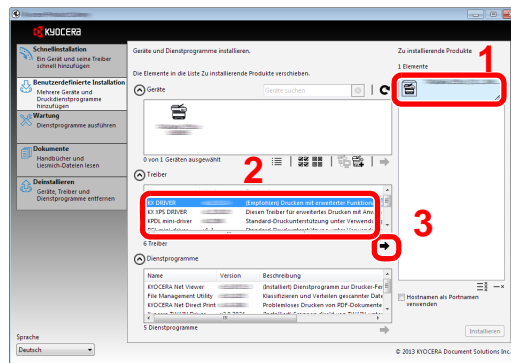 KYOCERA
Schnellinstallation
Ein Gerät und seine Treiber
schnell hinzufügen
Benutzerdefinierte Installation
Mehrere Geräte und
Druckdienstprogramme
hinzufügen
Wartung
Dienstprogramme ausführen
Dokumente
Handbücher und
Liesmich-Dateien lesen
Deinstallieren
Geräte, Treiber und
Dienstprogramme entfernen
Sprache
Deutsch
Geräte und Dienstprogramme installieren.
Die Elemente in die Liste Zu installierende Produkte verschieben.
Geräte
Geräte suchen
0 von 1 Geräten ausgewählt
2
Treiber
KX DRIVER (Empfohlen) Drucken mit erweiterter Funktional
KX XPS DRIVER Diesen Treiber für erweitertes Drucken mit Anw
KPDL mini-driver Standard-Druckunterstützung unter Verwendu
6 Treiber
3
Dienstprogramme
Name Version Beschreibung
KYOCERA Net Viewer (Installiert) Dienstprogramm zur Drucker-Fer
File Management Utility Klassifizieren und Verteilen gescannter Date
KYOCERA Net Direct Print Problemloses Drucken von PDF-Dokumente
5 Dienstprogramme
Zu installierende Produkte
1
1 Elemente
Hostnamen als Portnamen
verwenden
Installieren
© 2013 KYOCERA Document Solutions Inc.